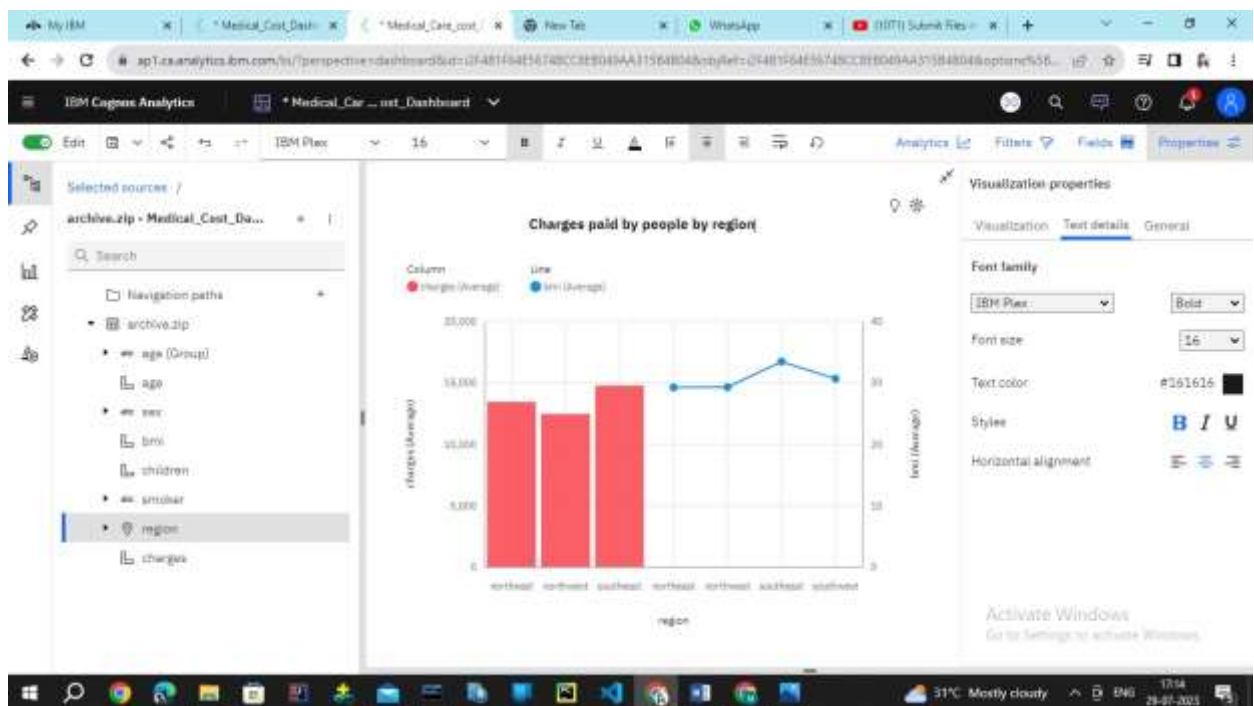 My IBM
* Medical_Cost_Dash
* Medical_Care_cost_
New Tab
WhatsApp
Submit Files
IBM Cognos Analytics
* Medical_Car ... ost_Dashboard
Edit
IBM Plex
16
B
I
U
A
Analytics
Filters
Fields
Properties
Selected sources /
archive.zip - Medical_Cost_Da...
Search
Navigation paths
archive.zip
age (Group)
age
sex
bmi
children
smoker
region
charges
Charges paid by people by region
Column
Line
charges (Average)
bmi (Average)
20,000
15,000
10,000
5,000
0
charges (Average)
40
30
20
10
0
bmi (Average)
northeast northwest southeast northeast northwest southeast southwest
region
Visualization properties
Visualization
Text details
General
Font family
IBM Plex
Bold
Font size
16
Text color
#161616
Styles
B I U
Horizontal alignment
Activate Windows
Go to Settings to activate Windows.
31°C Mostly cloudy
ENG
17:14
29-07-2023